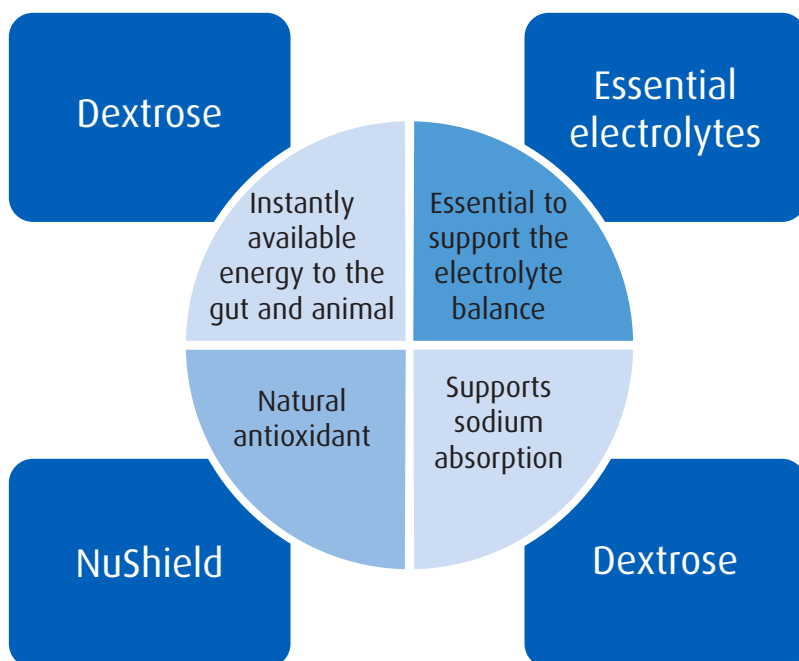 Dextrose
Essential
electrolytes
Instantly
available
energy to the
gut and animal
Essential to
support the
electrolyte
balance
Natural
antioxidant
Supports
sodium
absorption
NuShield
Dextrose